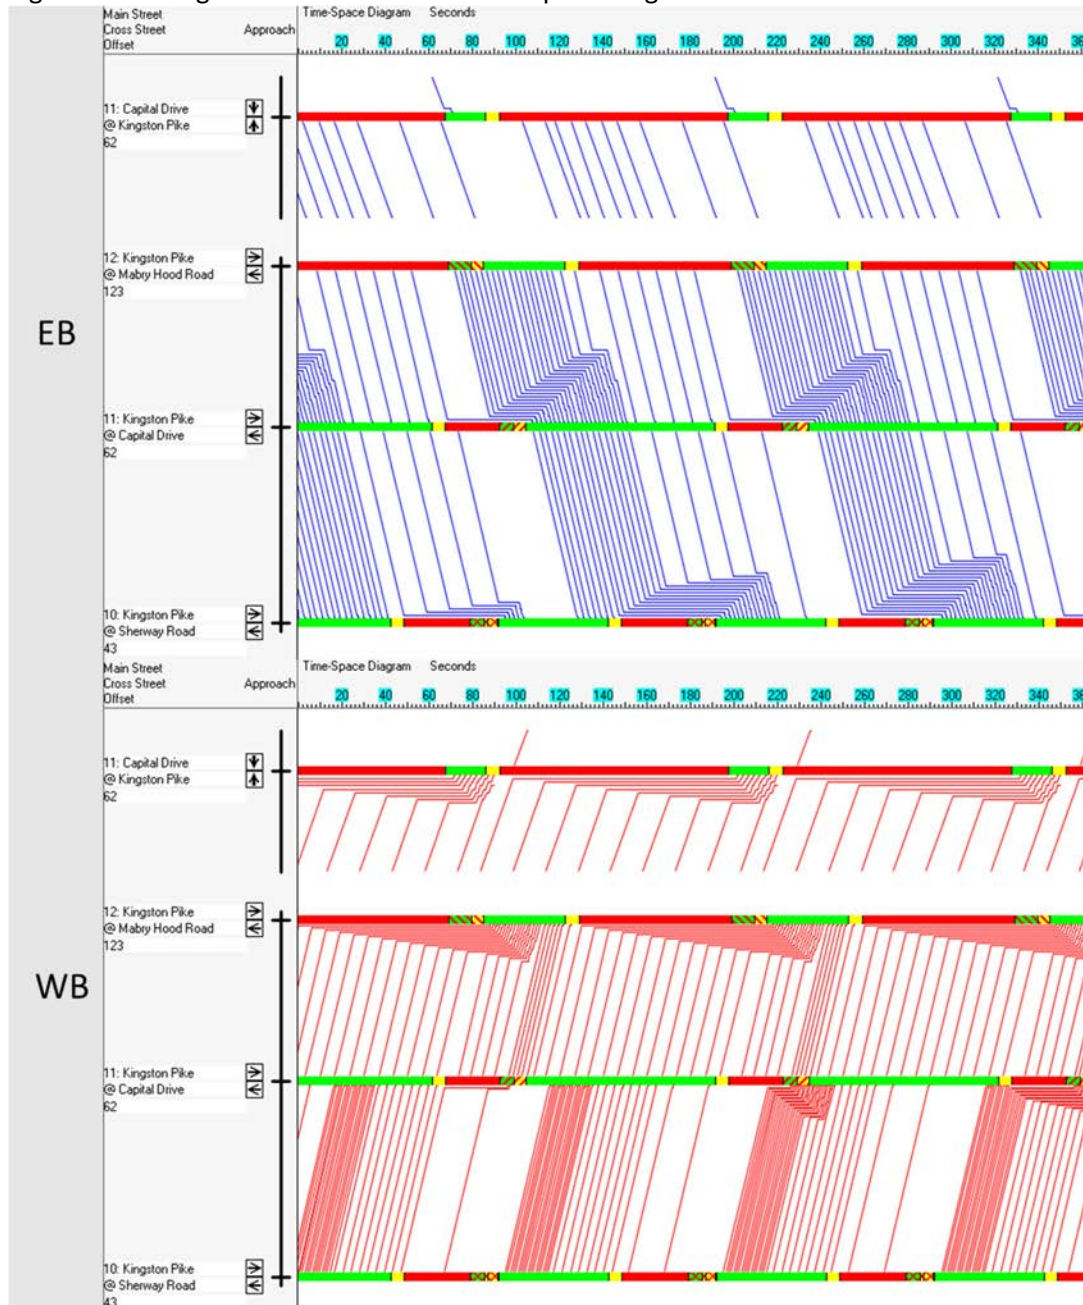 Main Street Time-Space Diagram Seconds
Cross Street Approach
Offset 20 40 60 80 100 120 140 160 180 200 220 240 260 280 300 320 340
11: Capital Drive
@ Kingston Pike
62
12: Kingston Pike
@ Mabry Hood Road
123
EB
11: Kingston Pike
@ Capital Drive
62
10: Kingston Pike
@ Sherway Road
43
Main Street Time-Space Diagram Seconds
Cross Street Approach
Offset 20 40 60 80 100 120 140 160 180 200 220 240 260 280 300 320 340
11: Capital Drive
@ Kingston Pike
62
12: Kingston Pike
@ Mabry Hood Road
123
WB
11: Kingston Pike
@ Capital Drive
62
10: Kingston Pike
@ Sherway Road
43